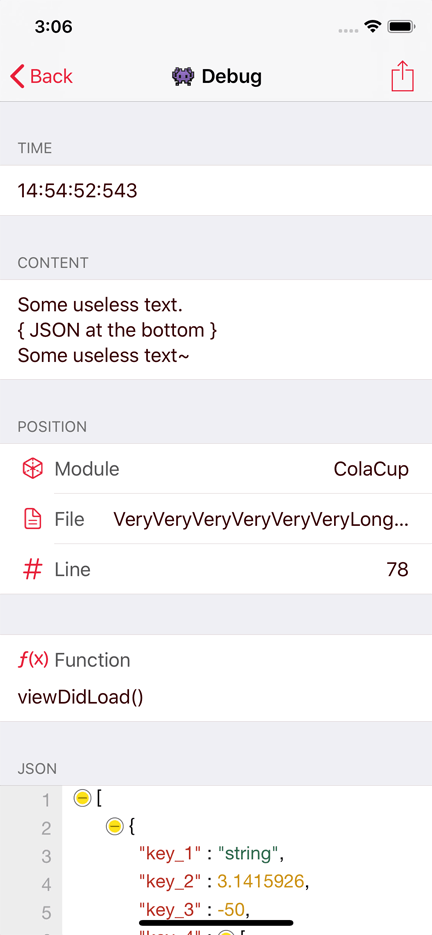 3:06
Back
👾 Debug
TIME
14:54:52:543
CONTENT
Some useless text.
{ JSON at the bottom }
Some useless text~
POSITION
Module ColaCup
File VeryVeryVeryVeryVeryVeryLong...
# Line 78
f(x) Function
viewDidLoad()
JSON
1 [
2 {
3 "key_1" : "string",
4 "key_2" : 3.1415926,
5 "key_3" : -50,